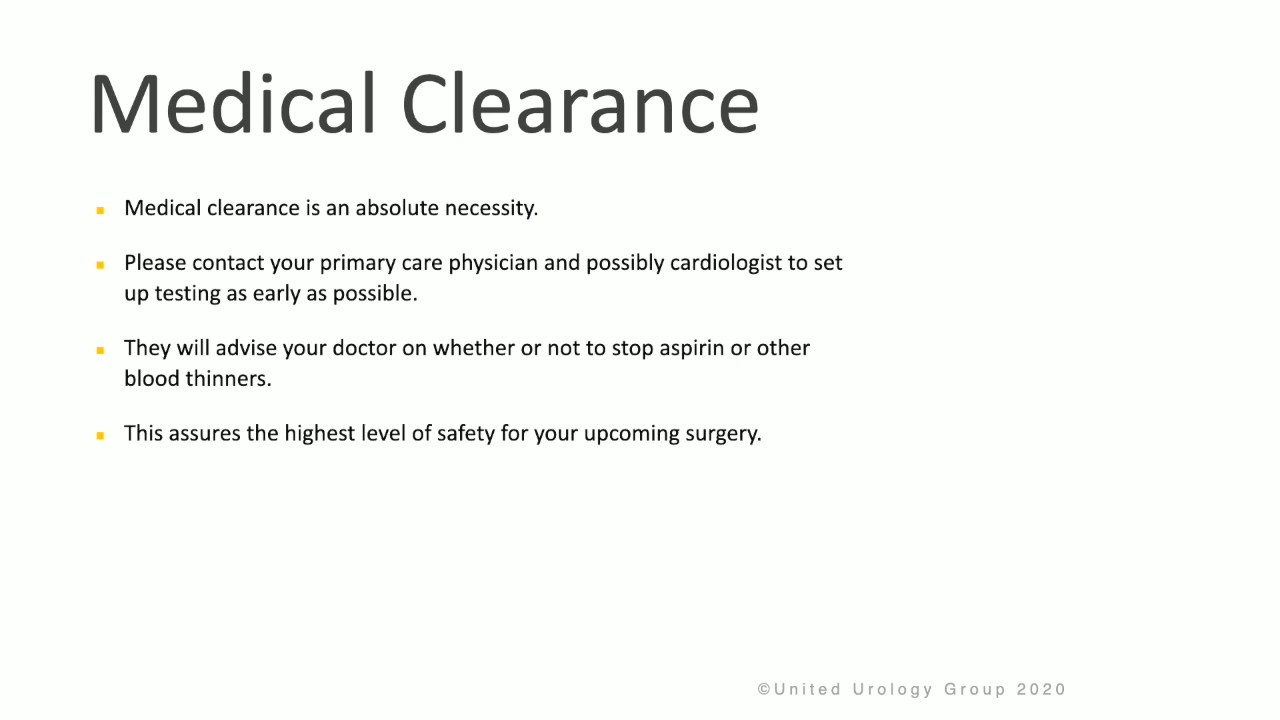 Medical Clearance
Medical clearance is an absolute necessity.
Please contact your primary care physician and possibly cardiologist to set
up testing as early as possible.
They will advise your doctor on whether or not to stop aspirin or other
blood thinners.
This assures the highest level of safety for your upcoming surgery.
©United Urology Group 2020